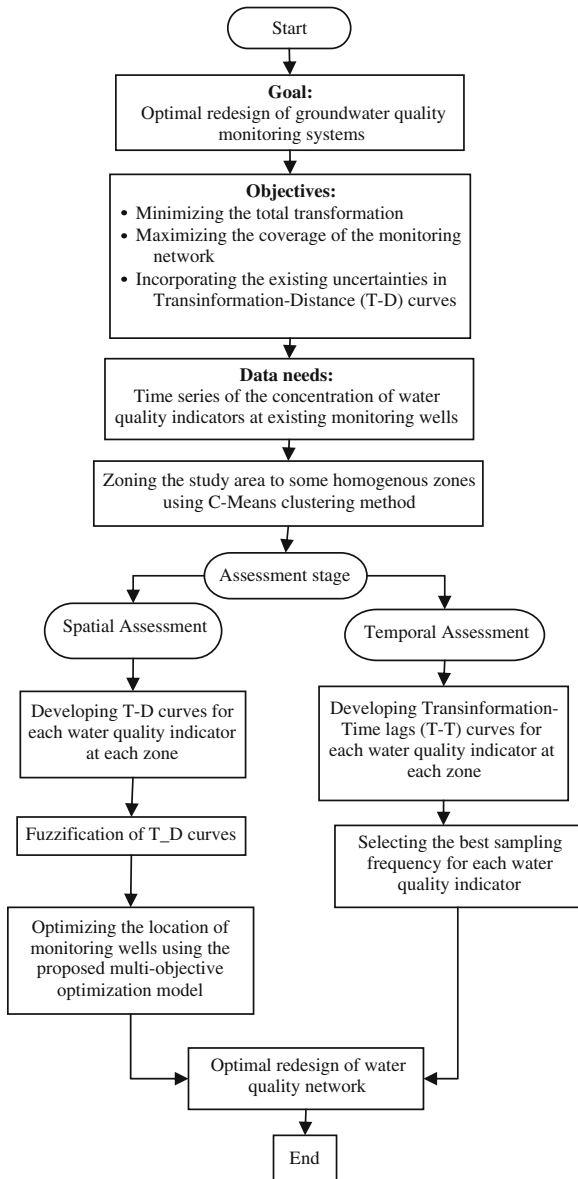 Start
Goal:
Optimal redesign of groundwater quality
monitoring systems
Objectives:
• Minimizing the total transformation
• Maximizing the coverage of the monitoring
network
• Incorporating the existing uncertainties in
Transinformation-Distance (T-D) curves
Data needs:
Time series of the concentration of water
quality indicators at existing monitoring wells
Zoning the study area to some homogenous zones
using C-Means clustering method
Assessment stage
Spatial Assessment
Developing T-D curves for
each water quality indicator
at each zone
Fuzzification of T_D curves
Optimizing the location of
monitoring wells using the
proposed multi-objective
optimization model
Temporal Assessment
Developing Transinformation-
Time lags (T-T) curves for
each water quality indicator at
each zone
Selecting the best sampling
frequency for each water
quality indicator
Optimal redesign of water
quality network
End